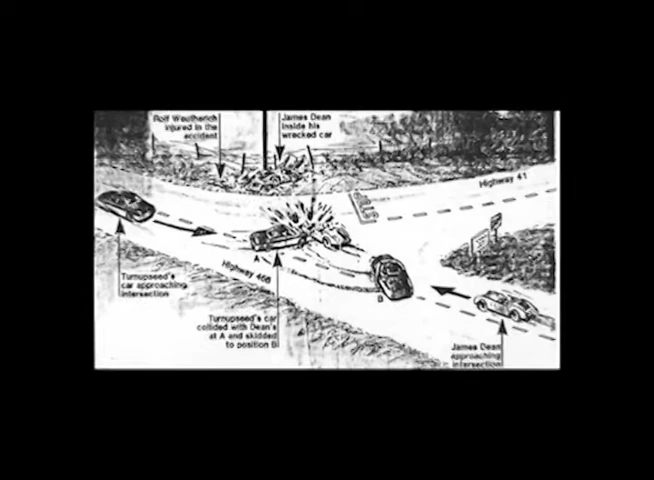 Rolf Weutherich
injured in the
accident
James Dean
inside his
wrecked car
Highway 41
STOP
A
Highway 466
B
Turnupseed's
car approaching
intersection
Turnupseed's car
collided with Dean's
at A and skidded
to position B
James Dean
approaching
intersection